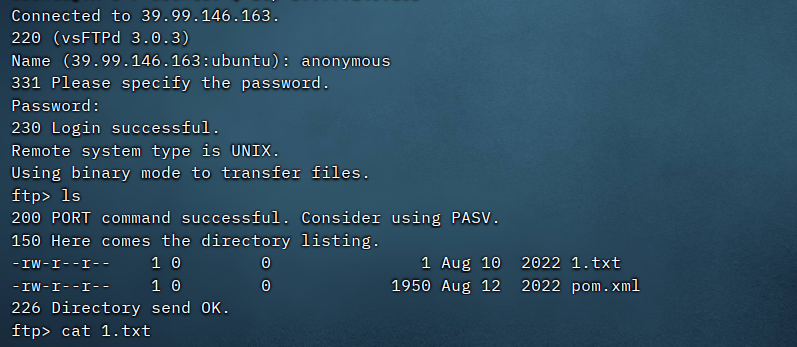 Connected to 39.99.146.163.
220 (vsFTPd 3.0.3)
Name (39.99.146.163:ubuntu): anonymous
331 Please specify the password.
Password:
230 Login successful.
Remote system type is UNIX.
Using binary mode to transfer files.
ftp> ls
200 PORT command successful. Consider using PASV.
150 Here comes the directory listing.
-rw-r--r--    1 0        0               1 Aug 10  2022 1.txt
-rw-r--r--    1 0        0            1950 Aug 12  2022 pom.xml
226 Directory send OK.
ftp> cat 1.txt